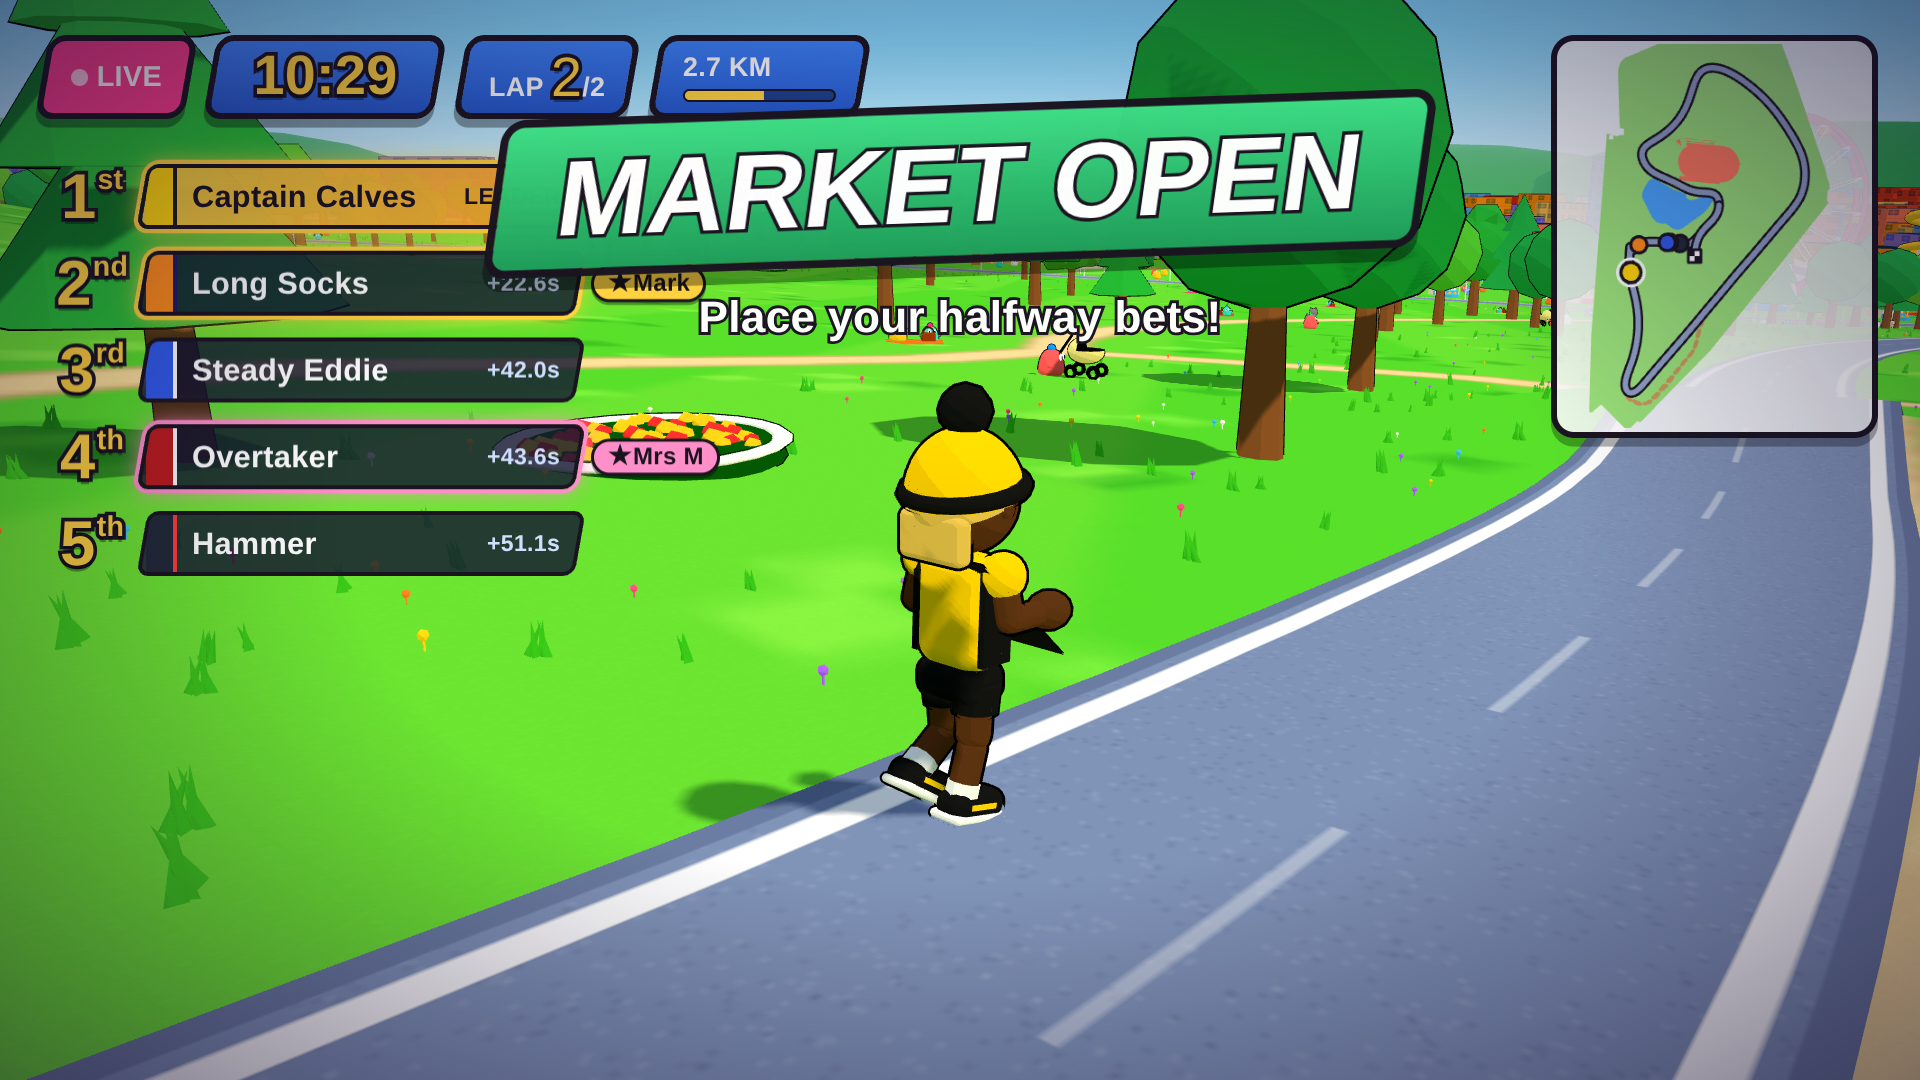 LIVE
10:29
LAP 2/2
2.7 KM
MARKET OPEN
Place your halfway bets!
1st Captain Calves LE
2nd Long Socks +22.6s ★Mark
3rd Steady Eddie +42.0s
4th Overtaker +43.6s ★Mrs M
5th Hammer +51.1s